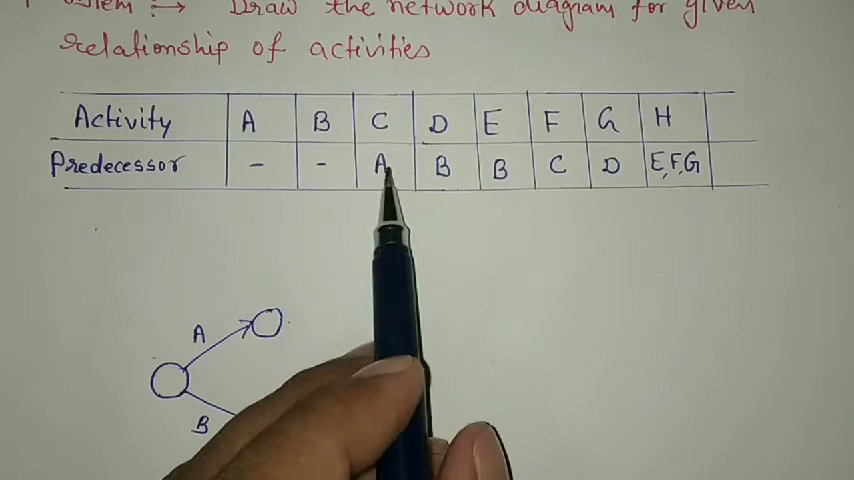 :→ Draw the network diagram for given
relationship of activities
Activity A B C D E F G H
Predecessor - - A B B C D E,F,G
A
B